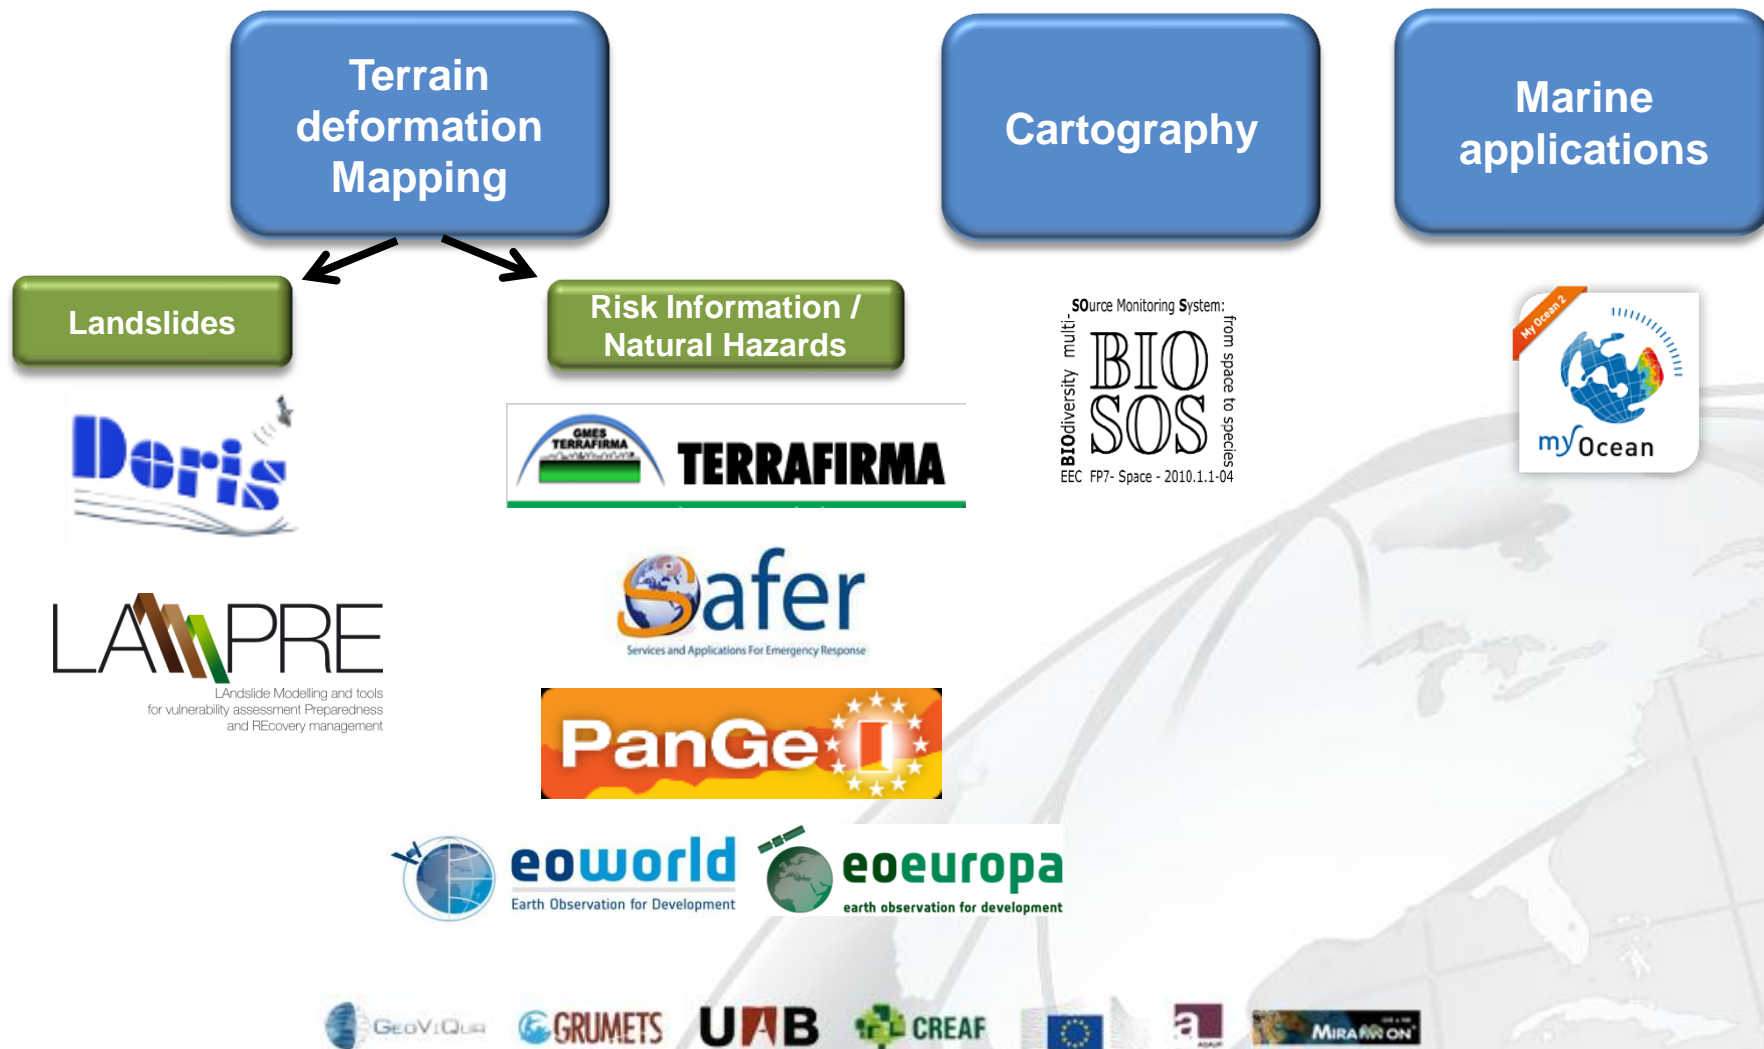 Terrain
deformation
Mapping
Cartography
Marine
applications
Landslides
Risk Information /
Natural Hazards
Doris
LAMPRE
LAndslide Modelling and tools
for vulnerability assessment Preparedness
and REcovery management
GMES
TERRAFIRMA
TERRAFIRMA
Safer
Services and Applications For Emergency Response
PanGe
eoworld
Earth Observation for Development
eoeuropa
earth observation for development
SOurce Monitoring System:
BIOdiversity multi-
BIO
SOS
from space to species
EEC FP7- Space - 2010.1.1-04
My Ocean 2
myOcean
GEOVIQUA
GRUMETS
UAB
CREAF
a
MIRAMON